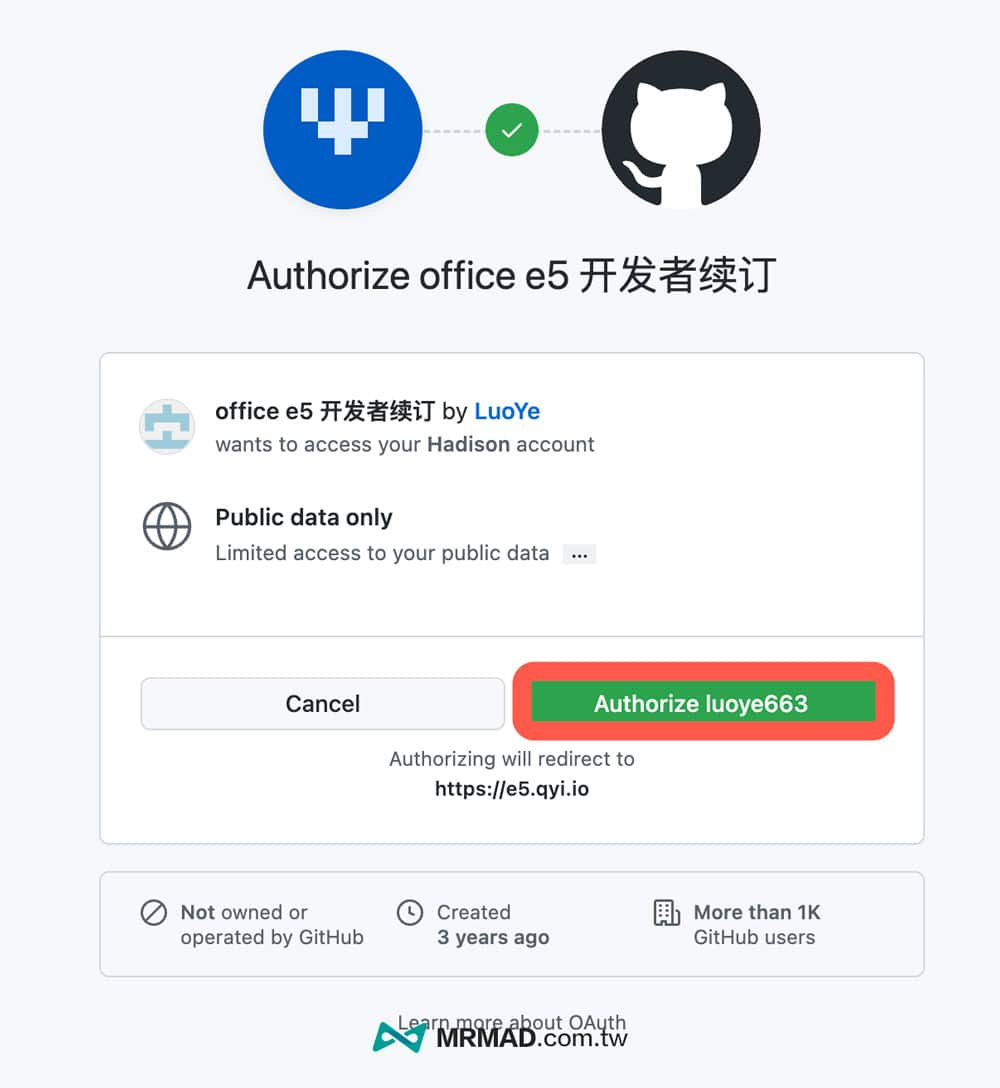 Authorize office e5 开发者续订
office e5 开发者续订 by LuoYe
wants to access your Hadison account
Public data only
Limited access to your public data ...
Cancel
Authorize luoye663
Authorizing will redirect to
https://e5.qyi.io
Not owned or
operated by GitHub
Created
3 years ago
More than 1K
GitHub users
Learn more about OAuth
MRMAD.com.tw